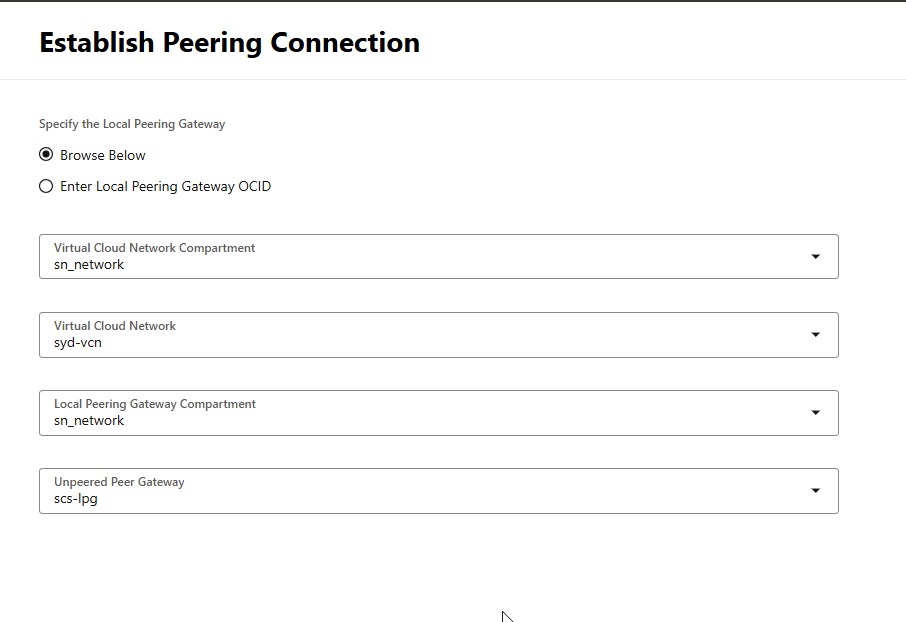 Establish Peering Connection
Specify the Local Peering Gateway
Browse Below
Enter Local Peering Gateway OCID
Virtual Cloud Network Compartment
sn_network
Virtual Cloud Network
syd-vcn
Local Peering Gateway Compartment
sn_network
Unpeered Peer Gateway
scs-lpg